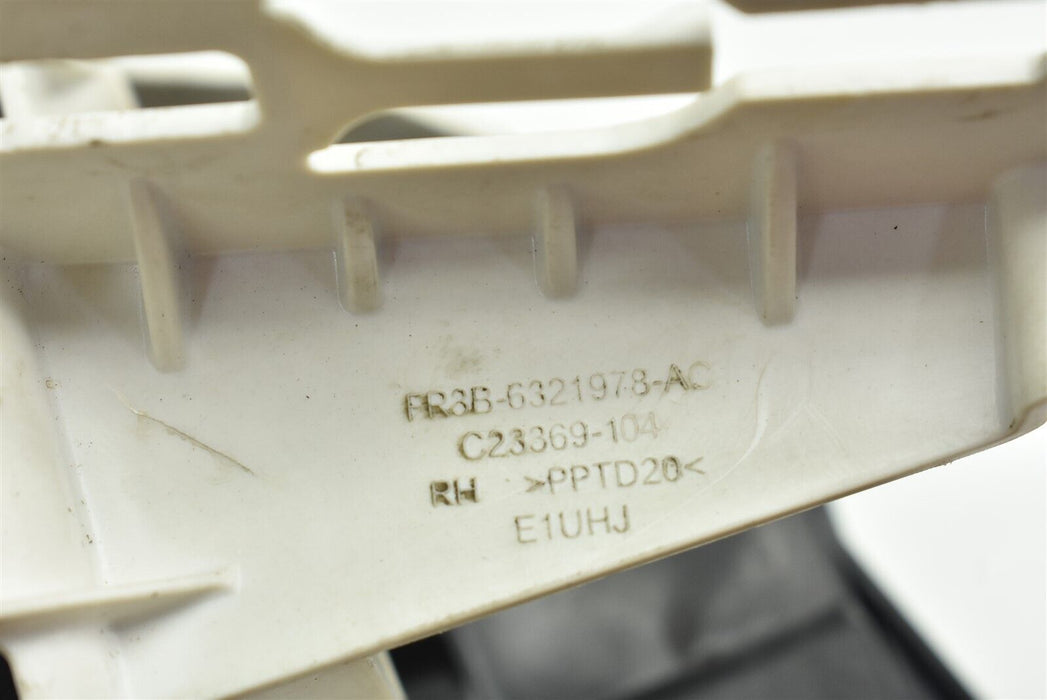 FR3B-6321978-AC
C23369-104
RH >PPTD20<
E1UHJ